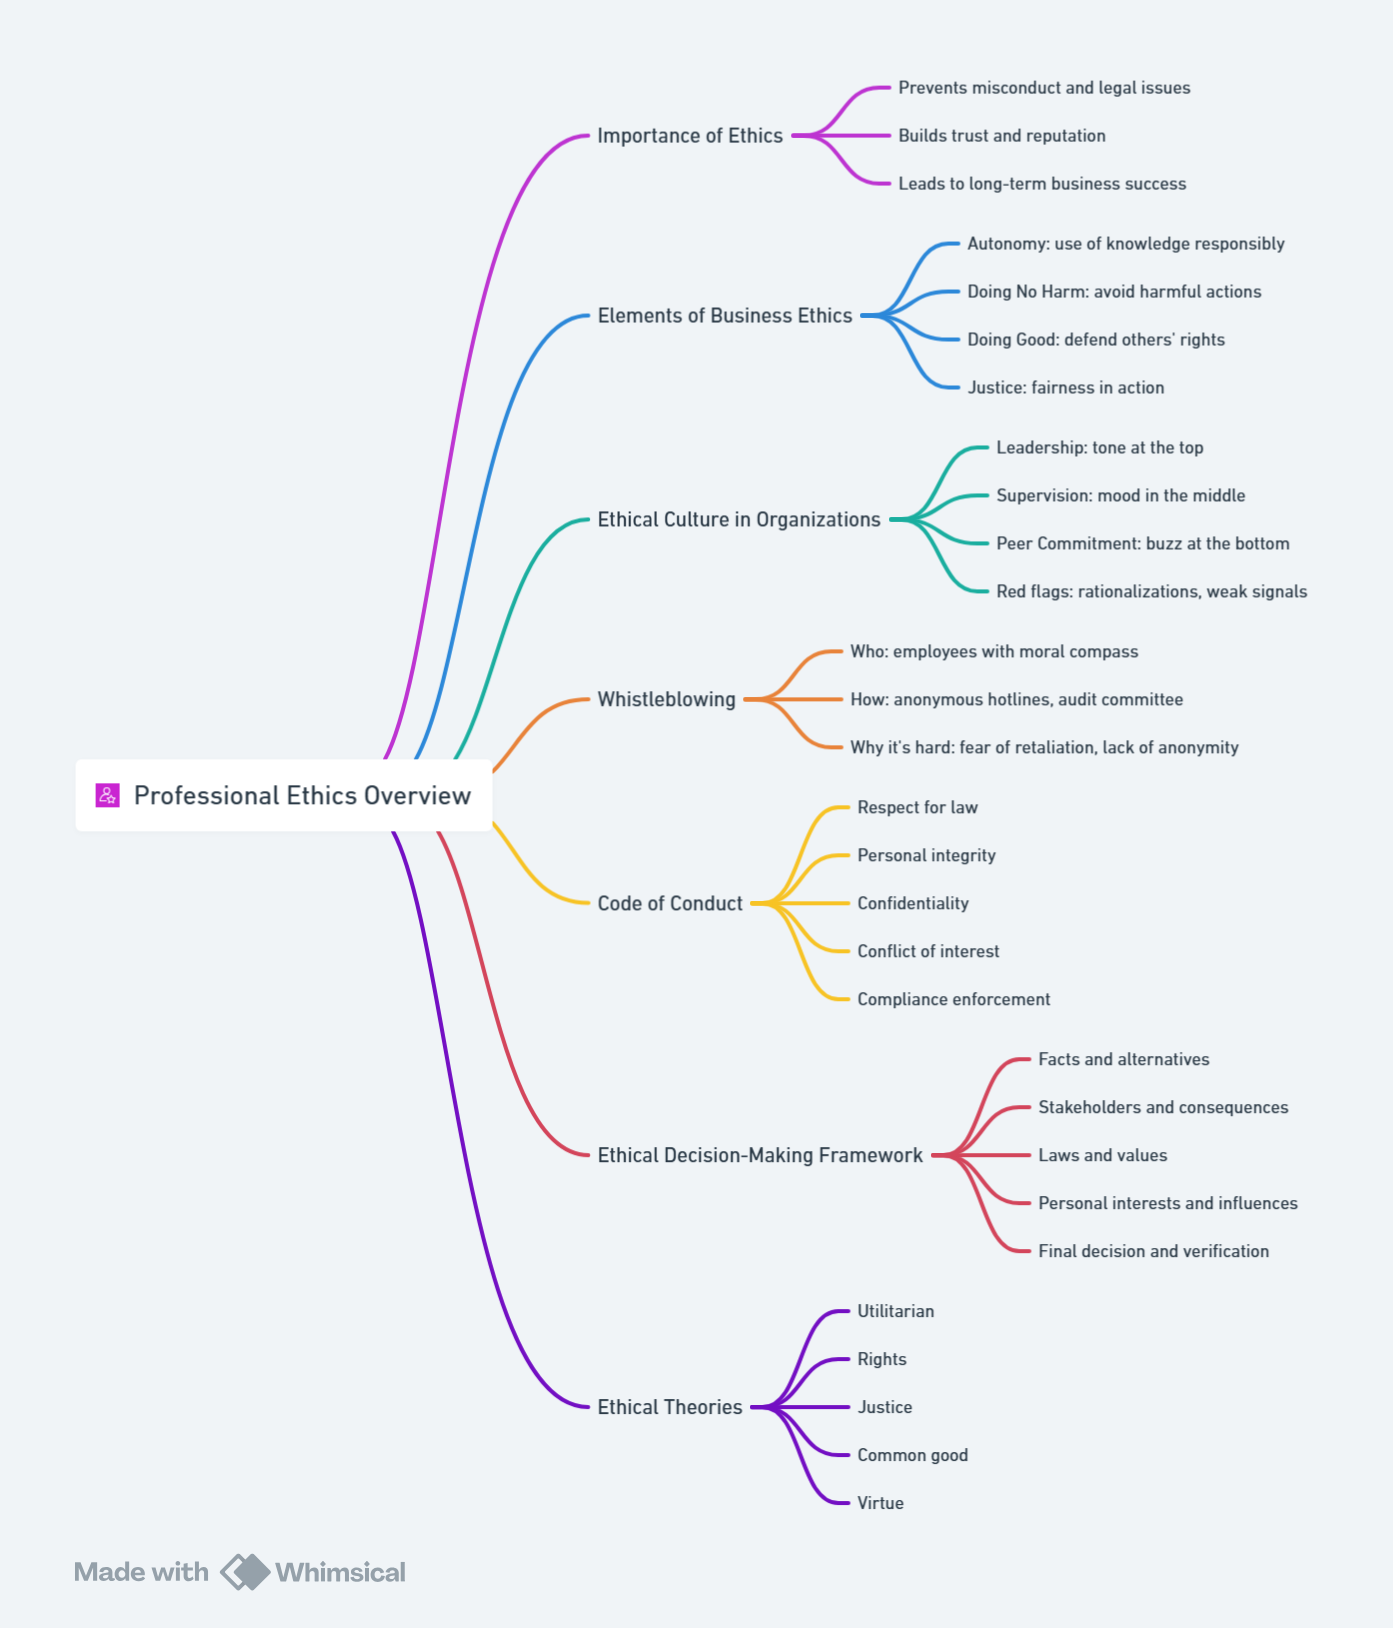 Professional Ethics Overview
Importance of Ethics
Prevents misconduct and legal issues
Builds trust and reputation
Leads to long-term business success
Elements of Business Ethics
Autonomy: use of knowledge responsibly
Doing No Harm: avoid harmful actions
Doing Good: defend others' rights
Justice: fairness in action
Ethical Culture in Organizations
Leadership: tone at the top
Supervision: mood in the middle
Peer Commitment: buzz at the bottom
Red flags: rationalizations, weak signals
Whistleblowing
Who: employees with moral compass
How: anonymous hotlines, audit committee
Why it's hard: fear of retaliation, lack of anonymity
Code of Conduct
Respect for law
Personal integrity
Confidentiality
Conflict of interest
Compliance enforcement
Ethical Decision-Making Framework
Facts and alternatives
Stakeholders and consequences
Laws and values
Personal interests and influences
Final decision and verification
Ethical Theories
Utilitarian
Rights
Justice
Common good
Virtue
Made with Whimsical